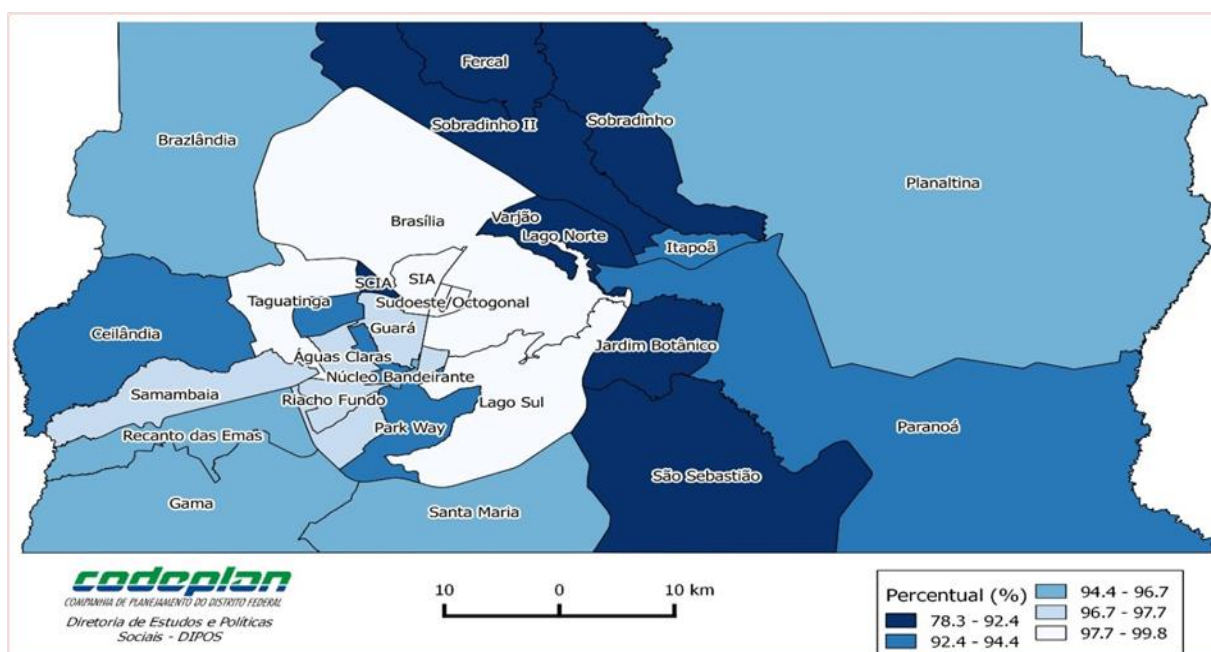 Fercal
Sobradinho II
Sobradinho
Brazlândia
Planaltina
Brasília
Varjão
Lago Norte
Itapoã
SCIA
SIA
Taguatinga
Sudoeste/Octogonal
Guará
Ceilândia
Jardim Botânico
Águas Claras
Núcleo Bandeirante
Samambaia
Riacho Fundo
Lago Sul
Park Way
Paranoá
Recanto das Emas
São Sebastião
Gama
Santa Maria
codeplan
COMPANHIA DE PLANEJAMENTO DO DISTRITO FEDERAL
Diretoria de Estudos e Políticas
Sociais - DIPOS
10 0 10 km
Percentual (%)
78.3 - 92.4
92.4 - 94.4
94.4 - 96.7
96.7 - 97.7
97.7 - 99.8